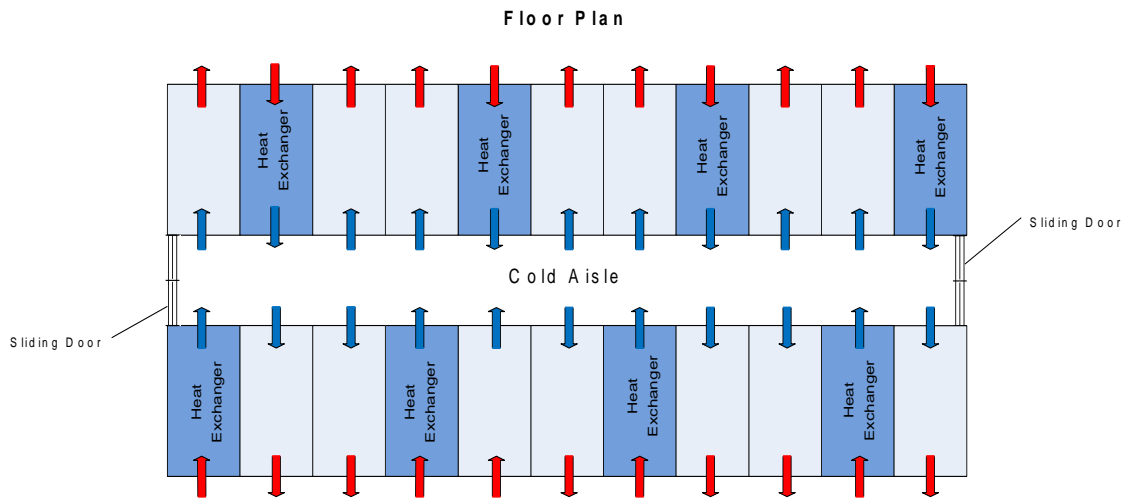 Floor Plan
Heat
Exchanger
Heat
Exchanger
Heat
Exchanger
Heat
Exchanger
Sliding Door
Cold Aisle
Sliding Door
Heat
Exchanger
Heat
Exchanger
Heat
Exchanger
Heat
Exchanger